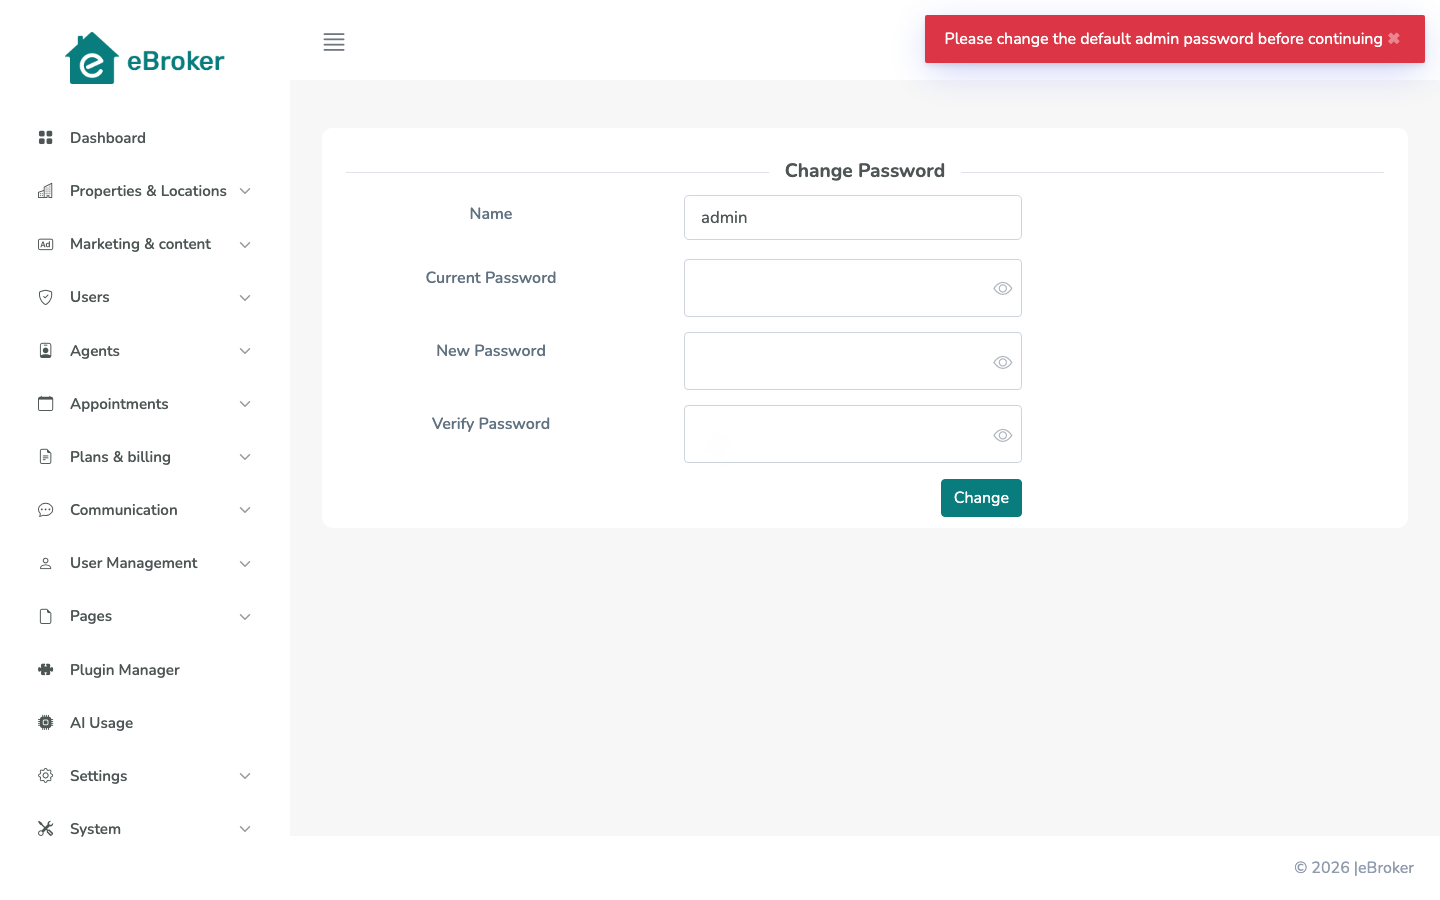 eBroker
Please change the default admin password before continuing ✖
Dashboard
Properties & Locations
Marketing & content
Users
Agents
Appointments
Plans & billing
Communication
User Management
Pages
Plugin Manager
AI Usage
Settings
System
Change Password
Name
admin
Current Password
New Password
Verify Password
Change
© 2026 |eBroker